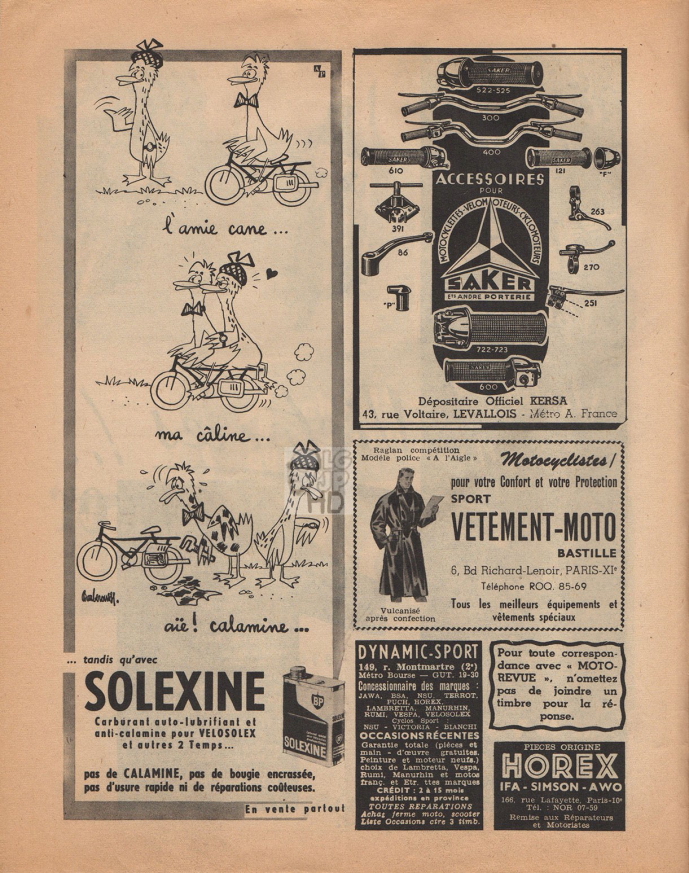 l'amie cane ...
ma câline ...
aïe! calamine ...
... tandis qu'avec
SOLEXINE
Carburant auto-lubrifiant et
anti-calamine pour VELOSOLEX
et autres 2 Temps...
BP
SOLEXINE
pas de CALAMINE, pas de bougie encrassée,
pas d'usure rapide ni de réparations coûteuses.
En vente partout
SAKER
522-525
300
400
SAKER
610
SAKER
121
"F"
ACCESSOIRES
POUR
MOTOCYCLETTES-VELOMOTEURS-CYCLOMOTEURS
391
263
86
270
SAKER
ETS ANDRE PORTERIE
"P"
251
722-723
600
Dépositaire Officiel KERSA
43, rue Voltaire, LEVALLOIS - Métro A. France
Raglan compétition
Modèle police « A l'Aigle »
Motocyclistes!
pour votre Confort et votre Protection
SPORT
VETEMENT-MOTO
BASTILLE
6, Bd Richard-Lenoir, PARIS-XIe
Téléphone ROQ. 85-69
Vulcanisé
après confection
Tous les meilleurs équipements et
vêtements spéciaux
DYNAMIC-SPORT
149, r. Montmartre (2e)
Métro Bourse — GUT. 19-30
Concessionnaire des marques :
JAWA, BSA, NSU, TERROT,
PUCH, HOREX,
LAMBRETTA, MANURHIN,
RUMI, VESPA, VELOSOLEX
Cyclos Sport
NSU - VICTORIA - BIANCHI
OCCASIONS RÉCENTES
Garantie totale (pièces et
main - d'œuvre gratuites.
Peinture et moteur neufs.)
choix de Lambretta, Vespa,
Rumi, Manurhin et motos
franç. et Etr. ttes marques
CRÉDIT : 2 à 15 mois
expéditions en province
TOUTES REPARATIONS
Achat ferme moto, scooter
Liste Occasions ctre 3 timb.
Pour toute correspon-
dance avec « MOTO-
REVUE », n'omettez
pas de joindre un
timbre pour la ré-
ponse.
PIECES ORIGINE
HOREX
IFA - SIMSON - AWO
166, rue Lafayette, Paris-10e
Tél. : NOR 07-59
Remise aux Réparateurs
et Motoristes